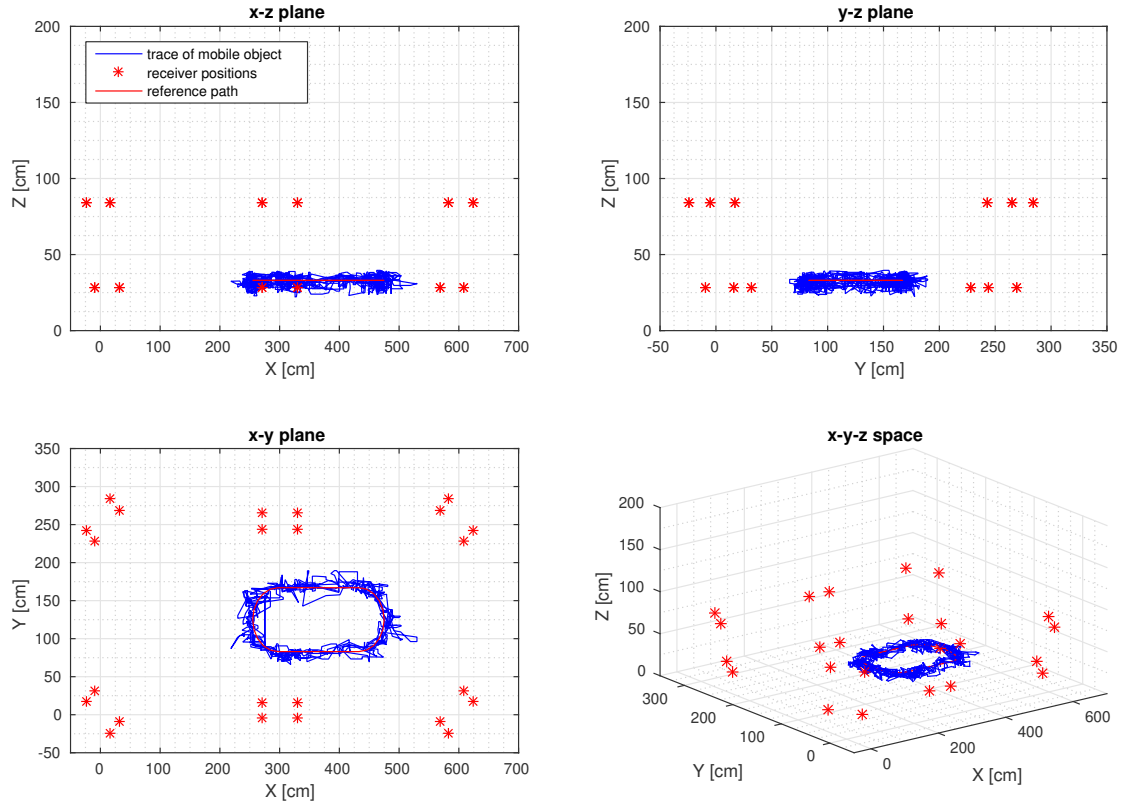 x-z plane
200
150
100
50
0
Z [cm]
trace of mobile object
receiver positions
reference path
0 100 200 300 400 500 600 700
X [cm]
y-z plane
200
150
100
50
0
Z [cm]
-50 0 50 100 150 200 250 300 350
Y [cm]
x-y plane
350
300
250
200
150
100
50
0
-50
Y [cm]
0 100 200 300 400 500 600 700
X [cm]
x-y-z space
200
150
100
50
0
Z [cm]
300
200
100
0
Y [cm]
0
200
400
600
X [cm]